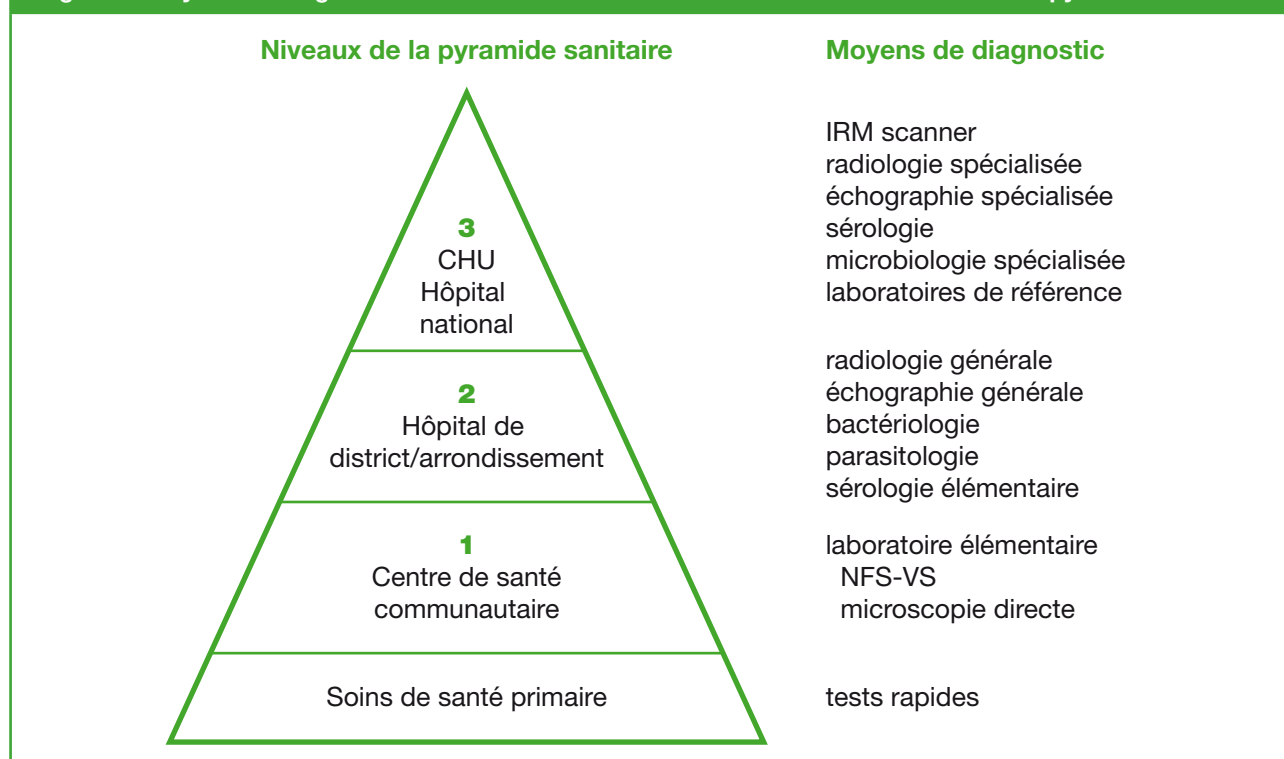 Niveaux de la pyramide sanitaire
Moyens de diagnostic
3
CHU
Hôpital
national
IRM scanner
radiologie spécialisée
échographie spécialisée
sérologie
microbiologie spécialisée
laboratoires de référence
2
Hôpital de
district/arrondissement
radiologie générale
échographie générale
bactériologie
parasitologie
sérologie élémentaire
1
Centre de santé
communautaire
laboratoire élémentaire
NFS-VS
microscopie directe
Soins de santé primaire
tests rapides